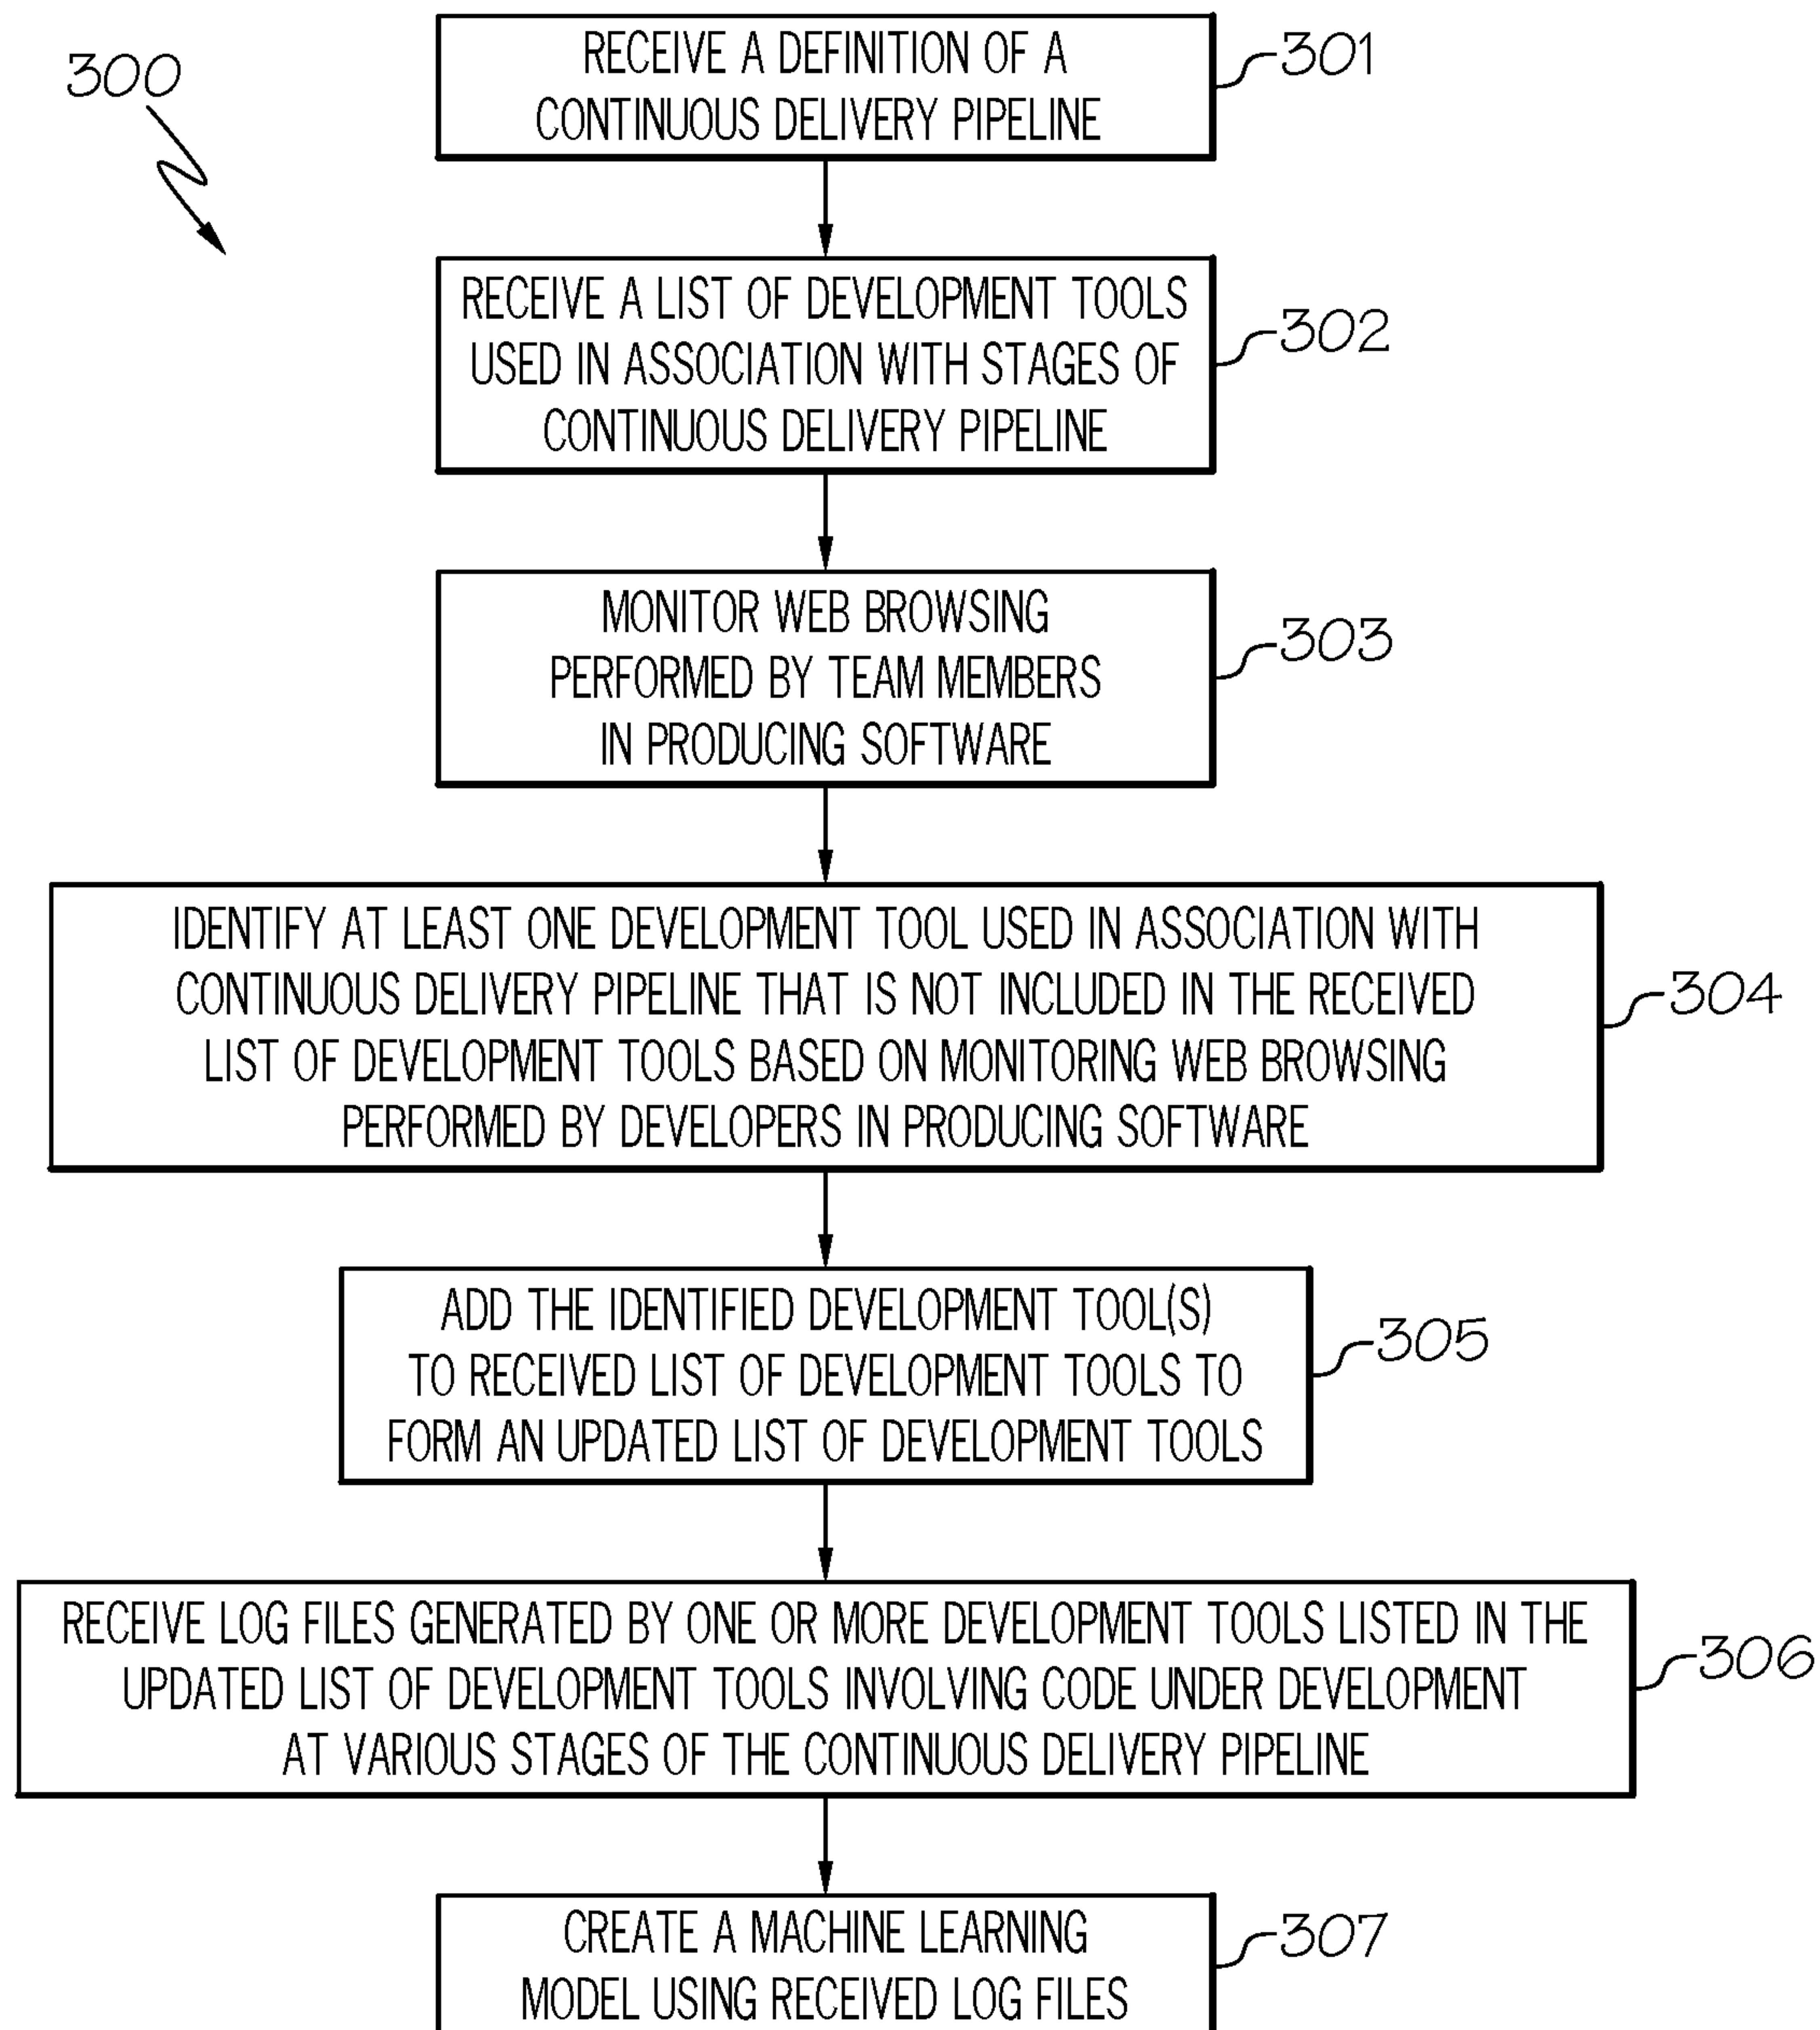 300
RECEIVE A DEFINITION OF A
CONTINUOUS DELIVERY PIPELINE
301
RECEIVE A LIST OF DEVELOPMENT TOOLS
USED IN ASSOCIATION WITH STAGES OF
CONTINUOUS DELIVERY PIPELINE
302
MONITOR WEB BROWSING
PERFORMED BY TEAM MEMBERS
IN PRODUCING SOFTWARE
303
IDENTIFY AT LEAST ONE DEVELOPMENT TOOL USED IN ASSOCIATION WITH
CONTINUOUS DELIVERY PIPELINE THAT IS NOT INCLUDED IN THE RECEIVED
LIST OF DEVELOPMENT TOOLS BASED ON MONITORING WEB BROWSING
PERFORMED BY DEVELOPERS IN PRODUCING SOFTWARE
304
ADD THE IDENTIFIED DEVELOPMENT TOOL(S)
TO RECEIVED LIST OF DEVELOPMENT TOOLS TO
FORM AN UPDATED LIST OF DEVELOPMENT TOOLS
305
RECEIVE LOG FILES GENERATED BY ONE OR MORE DEVELOPMENT TOOLS LISTED IN THE
UPDATED LIST OF DEVELOPMENT TOOLS INVOLVING CODE UNDER DEVELOPMENT
AT VARIOUS STAGES OF THE CONTINUOUS DELIVERY PIPELINE
306
CREATE A MACHINE LEARNING
MODEL USING RECEIVED LOG FILES
307